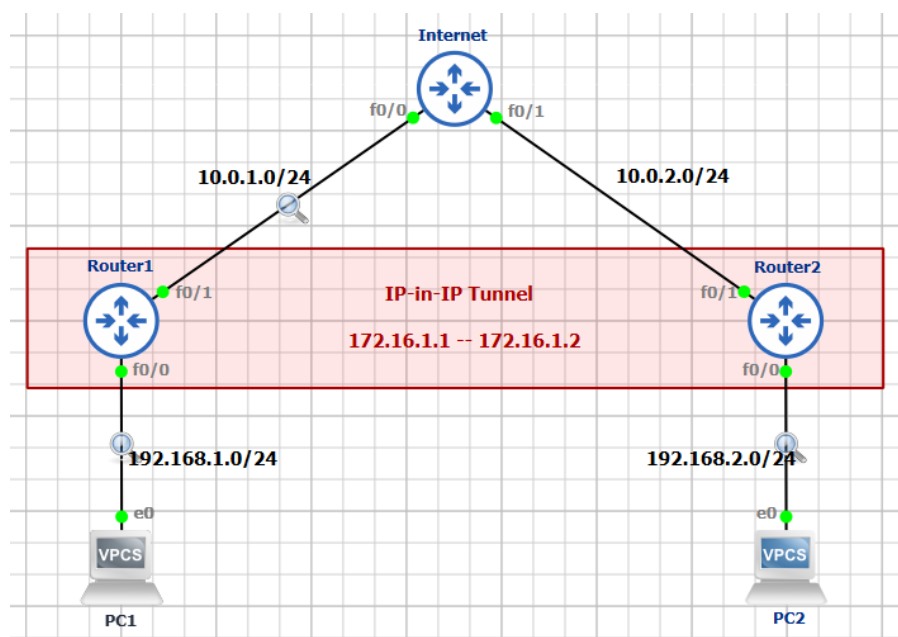 Internet
f0/0
f0/1
10.0.1.0/24
10.0.2.0/24
Router1
Router2
f0/1
IP-in-IP Tunnel
f0/1
172.16.1.1 -- 172.16.1.2
f0/0
f0/0
192.168.1.0/24
192.168.2.0/24
e0
e0
VPCS
VPCS
PC1
PC2